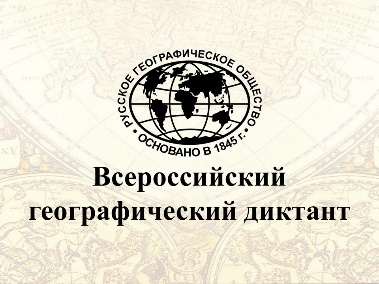 РУССКОЕ ГЕОГРАФИЧЕСКОЕ ОБЩЕСТВО
• ОСНОВАНО В 1845 г. •
Всероссийский
географический диктант